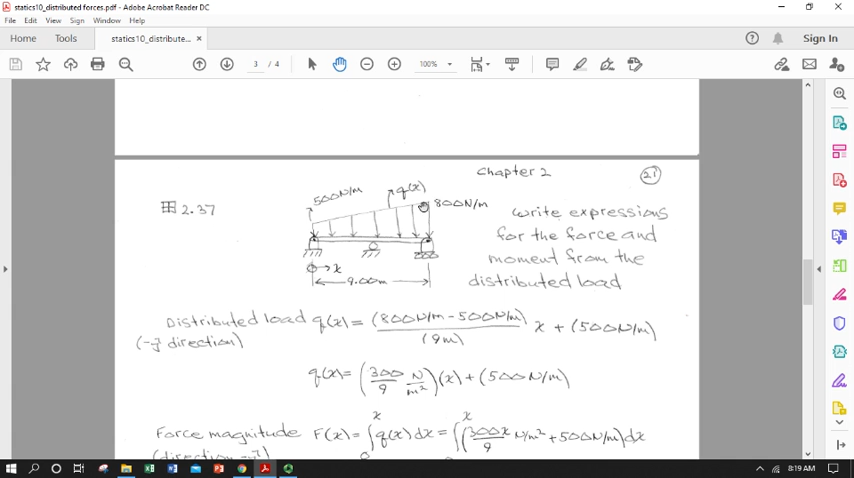 statics10_distributed forces.pdf - Adobe Acrobat Reader DC
File Edit View Sign Window Help
Home Tools statics10_distribute... × Sign In
3 / 4 100%
Chapter 2 21
2.37
500N/m q(x) 800N/m
write expressions
for the force and
moment from the
distributed load
x
9.00m
Distributed load q(x) = (800N/m - 500N/m)/(9m) x + (500N/m)
(-y direction)
q(x) = (300/9 N/m²)(x) + (500N/m)
Force magnitude F(x) = ∫₀ˣ q(x)dx = ∫₀ˣ (300x/9 N/m² + 500N/m)dx
8:19 AM